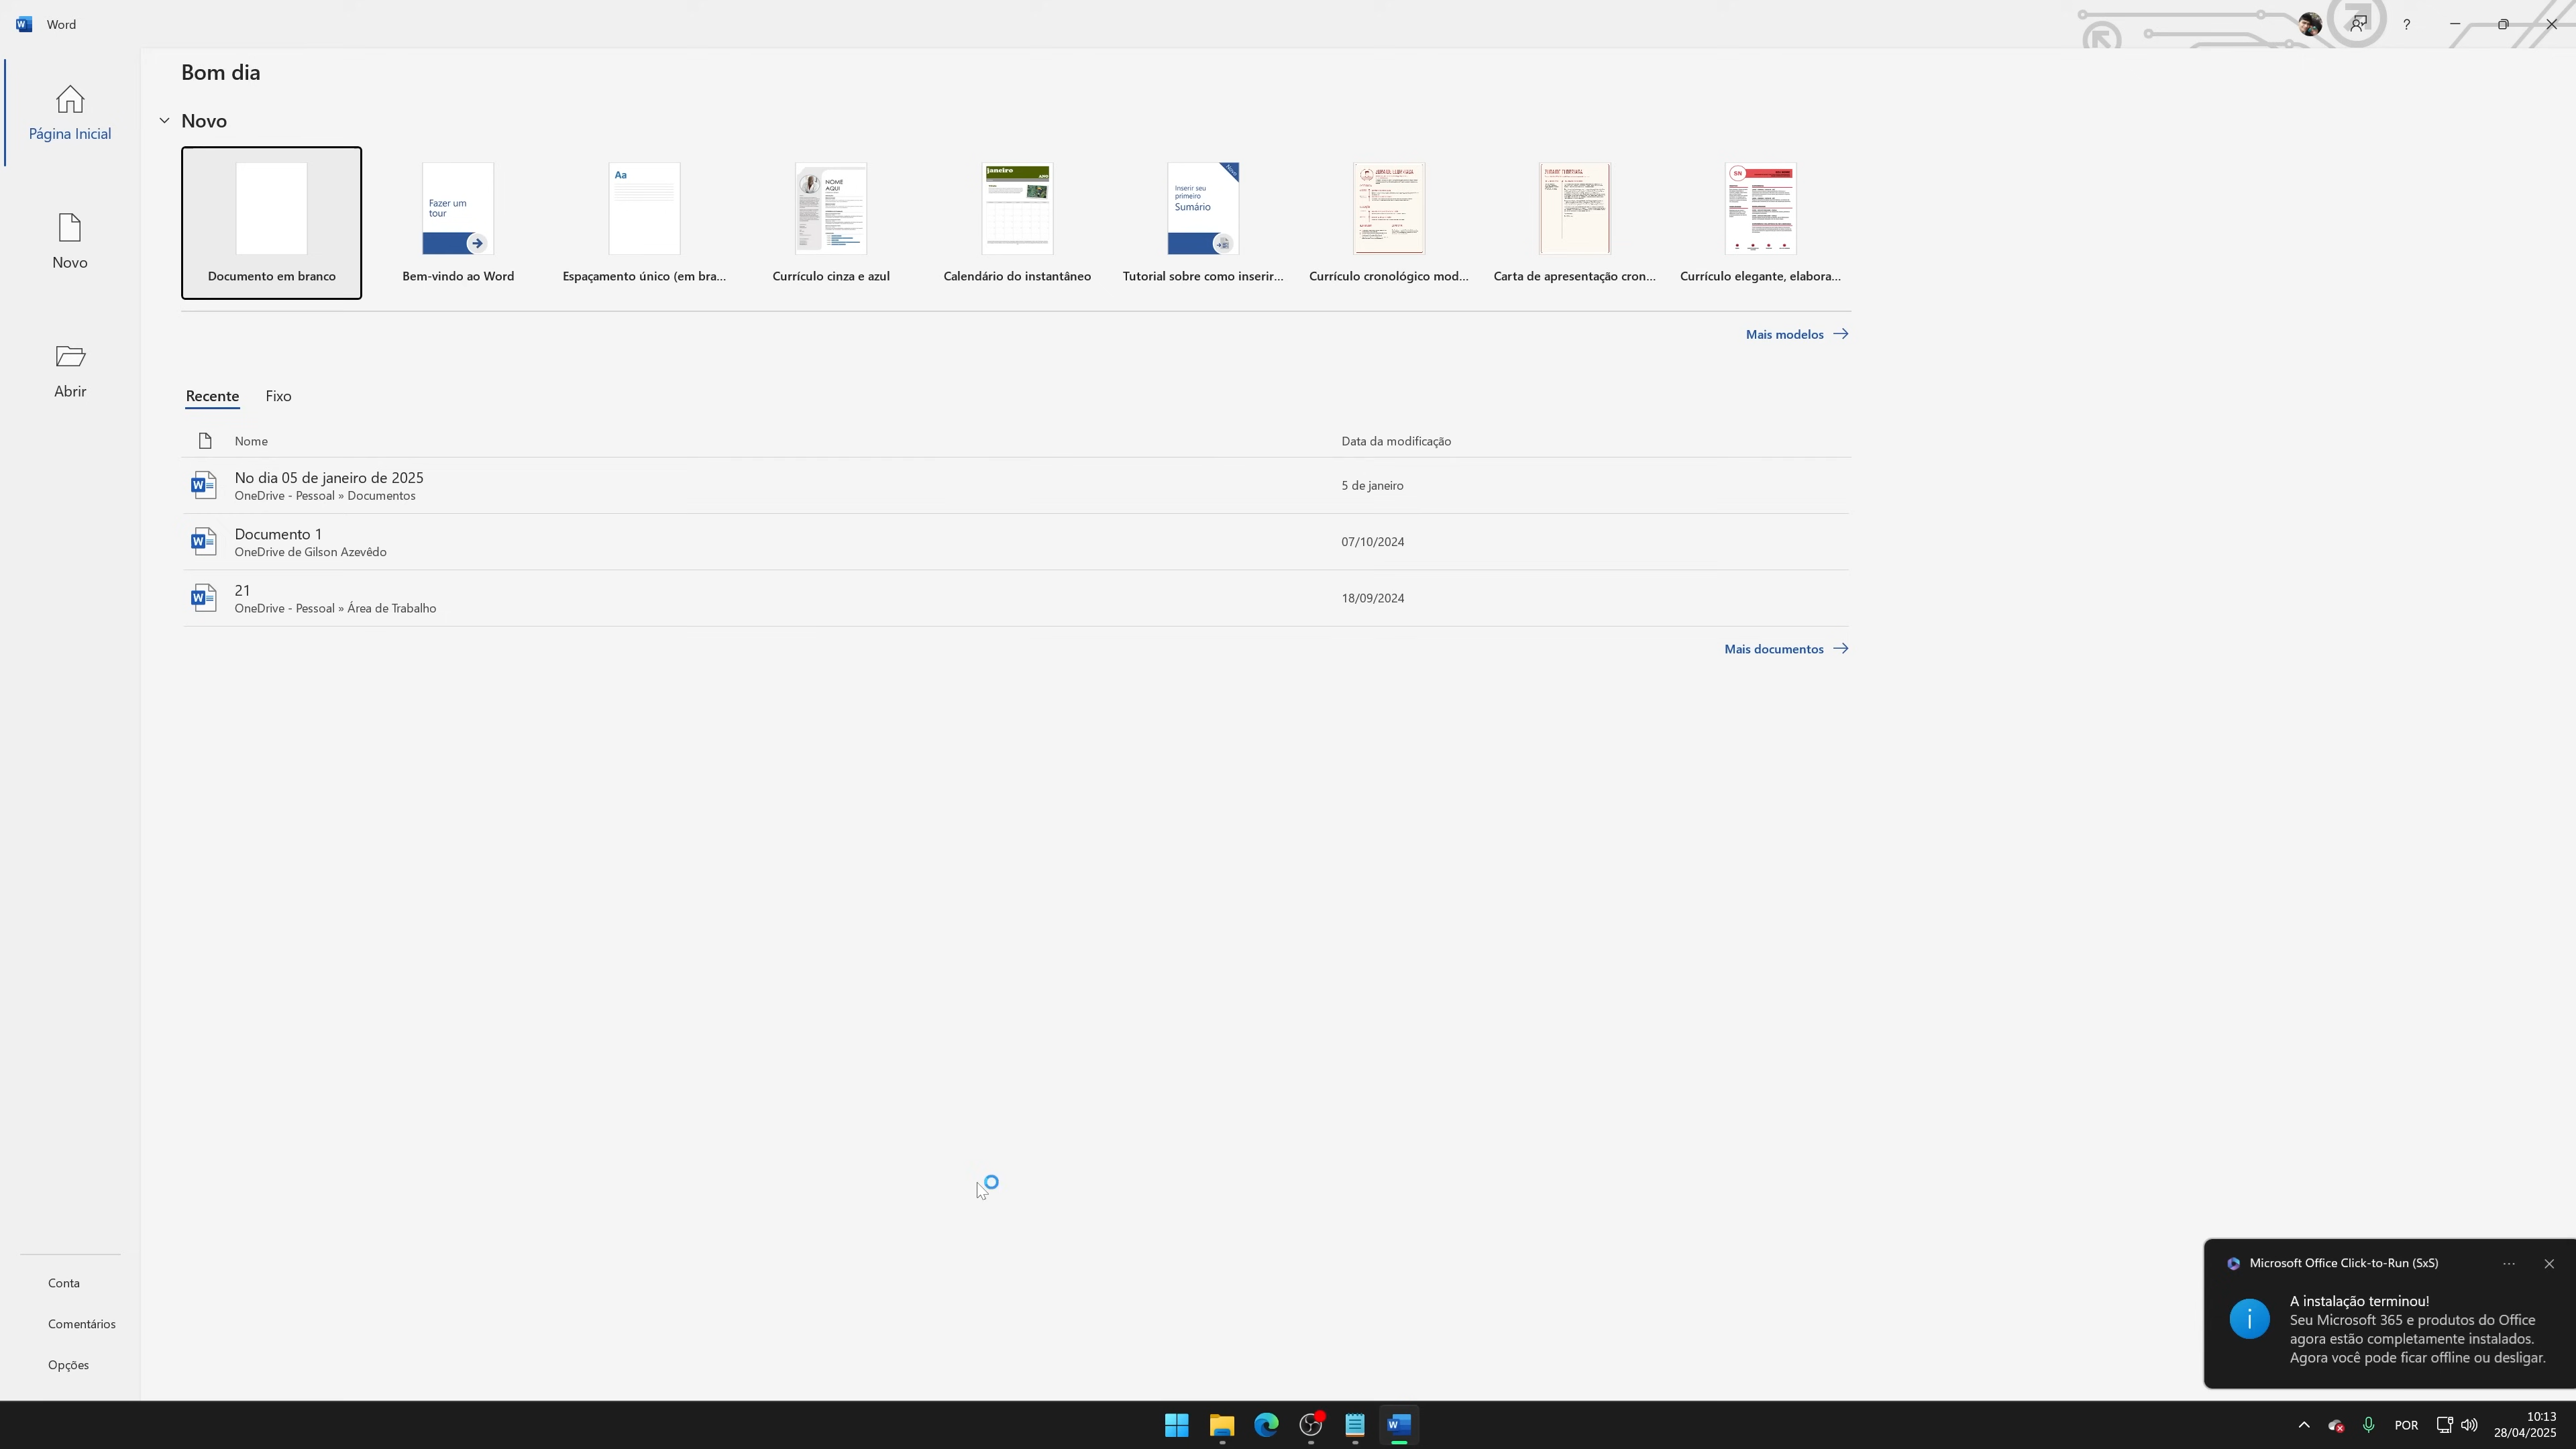 Word
?
Bom dia
Novo
Página Inicial
Novo
Abrir
Fazer um
tour
Aa
NOME
AQUI
janeiro
ANO
Novo
Inserir seu
primeiro
Sumário
SN
Documento em branco
Bem-vindo ao Word
Espaçamento único (em bra...
Currículo cinza e azul
Calendário do instantâneo
Tutorial sobre como inserir...
Currículo cronológico mod...
Carta de apresentação cron...
Currículo elegante, elabora...
Mais modelos
Recente Fixo
Nome Data da modificação
No dia 05 de janeiro de 2025
OneDrive - Pessoal » Documentos
5 de janeiro
Documento 1
OneDrive de Gilson Azevêdo
07/10/2024
21
OneDrive - Pessoal » Área de Trabalho
18/09/2024
Mais documentos
Conta
Comentários
Opções
Microsoft Office Click-to-Run (SxS)
A instalação terminou!
Seu Microsoft 365 e produtos do Office
agora estão completamente instalados.
Agora você pode ficar offline ou desligar.
POR
10:13
28/04/2025